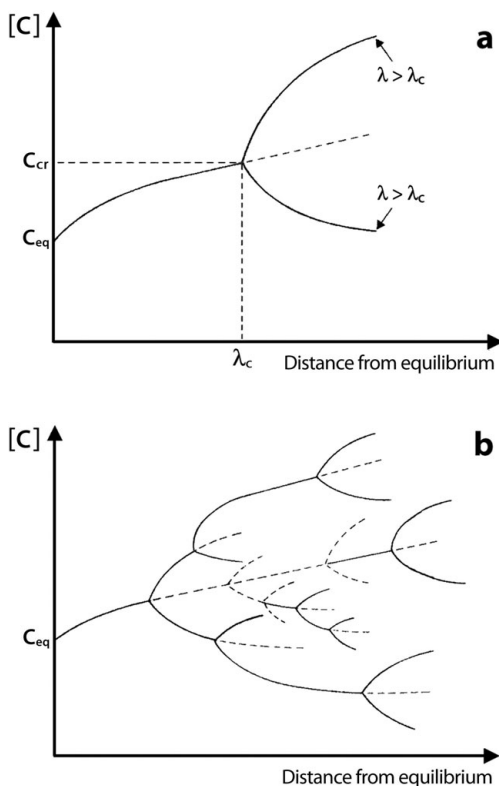 [C]
a
λ > λc
Ccr
λ > λc
Ceq
λc
Distance from equilibrium
[C]
b
Ceq
Distance from equilibrium